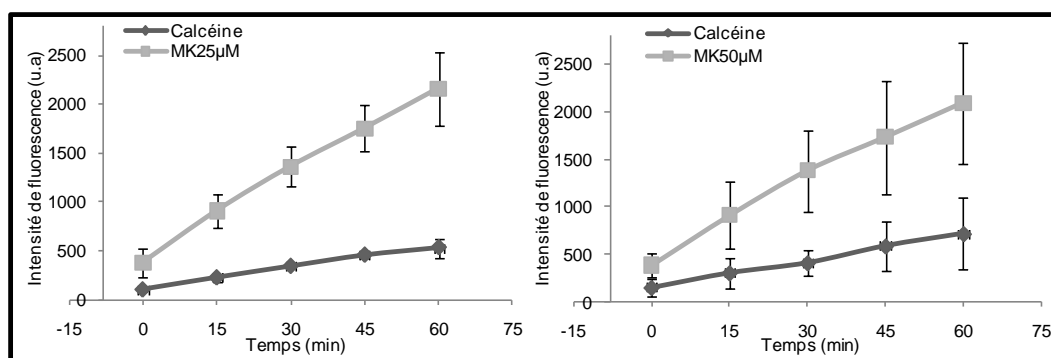 Calcéine
MK25µM
Intensité de fluorescence (u.a)
2500
2000
1500
1000
500
0
-15 0 15 30 45 60 75
Temps (min)
Calcéine
MK50µM
Intensité de fluorescence (u.a)
2500
2000
1500
1000
500
0
-15 0 15 30 45 60 75
Temps (min)